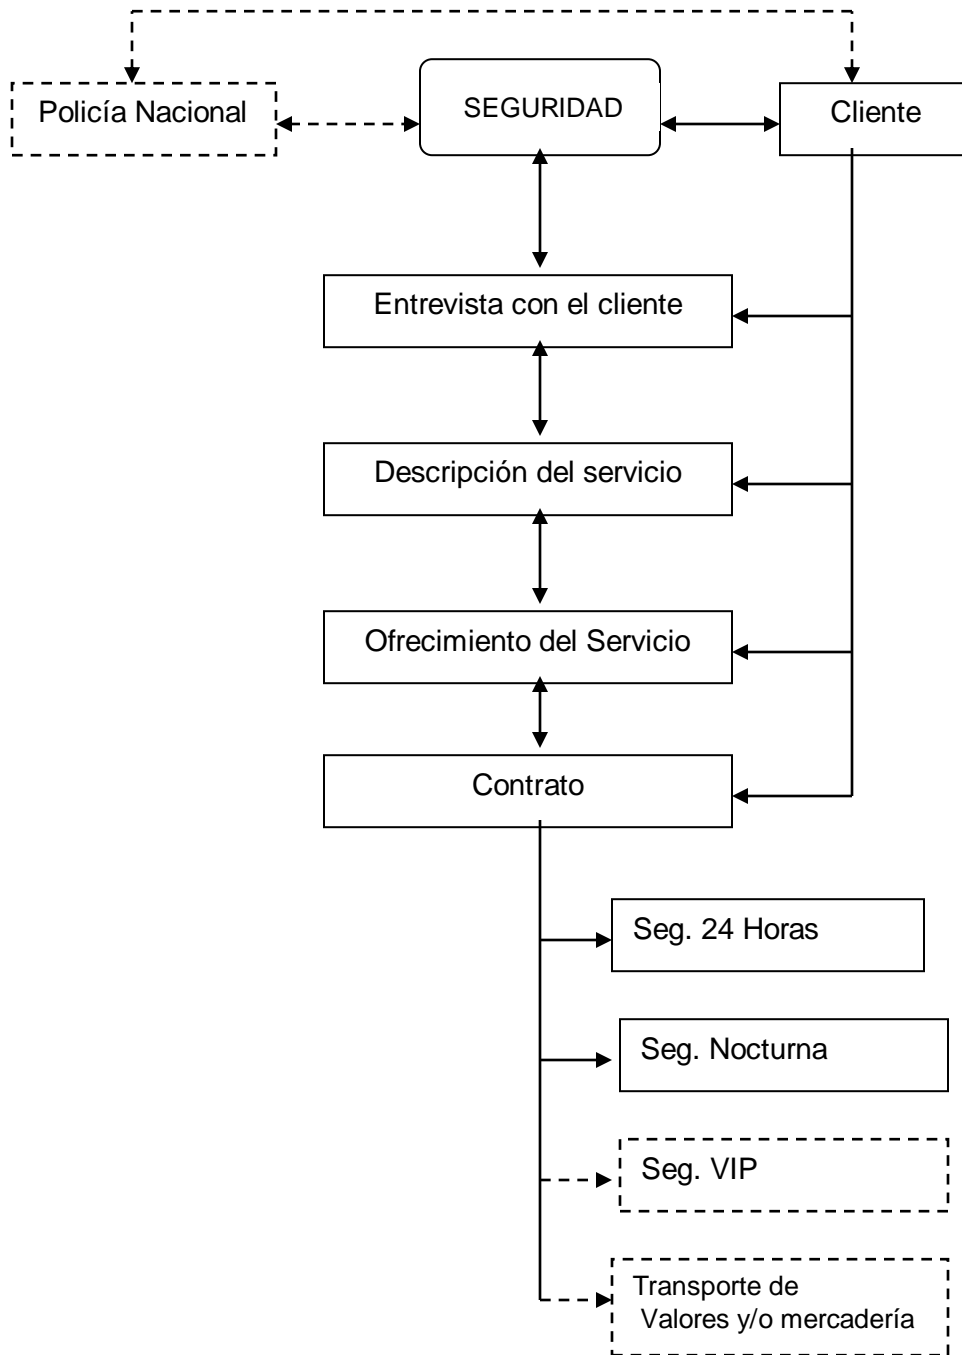 Policía Nacional
SEGURIDAD
Cliente
Entrevista con el cliente
Descripción del servicio
Ofrecimiento del Servicio
Contrato
Seg. 24 Horas
Seg. Nocturna
Seg. VIP
Transporte de
Valores y/o mercadería